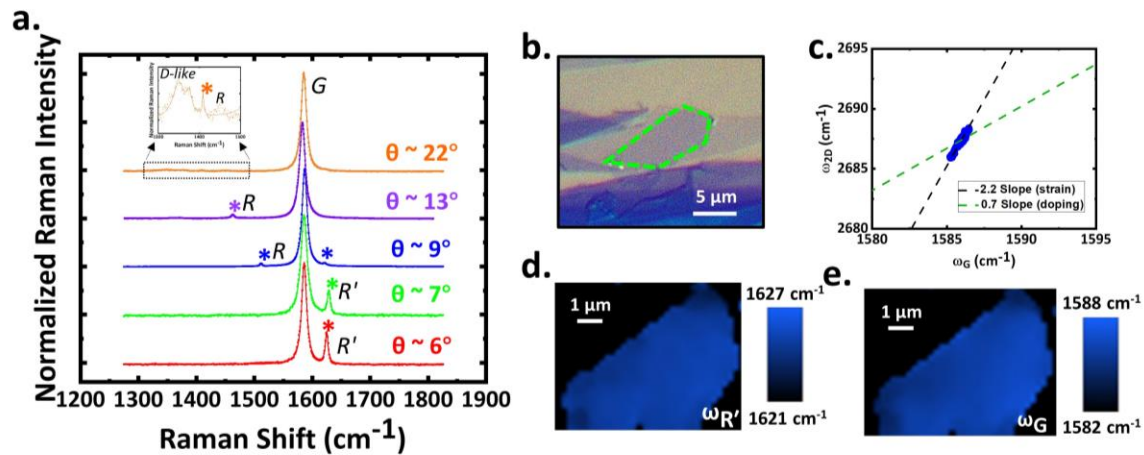 a.
Normalized Raman Intensity
D-like
*
R
Normalized Raman Intensity
1400
1500
Raman Shift (cm-1)
G
θ ~ 22°
* R
θ ~ 13°
* R
*
θ ~ 9°
*
R'
θ ~ 7°
*
R'
θ ~ 6°
1200 1300 1400 1500 1600 1700 1800 1900
Raman Shift (cm-1)
b.
5 µm
c.
2695
2690
2685
2680
ω2D (cm-1)
-2.2 Slope (strain)
-0.7 Slope (doping)
1580 1585 1590 1595
ωG (cm-1)
d.
1 µm
ωR'
1627 cm-1
1621 cm-1
e.
1 µm
ωG
1588 cm-1
1582 cm-1